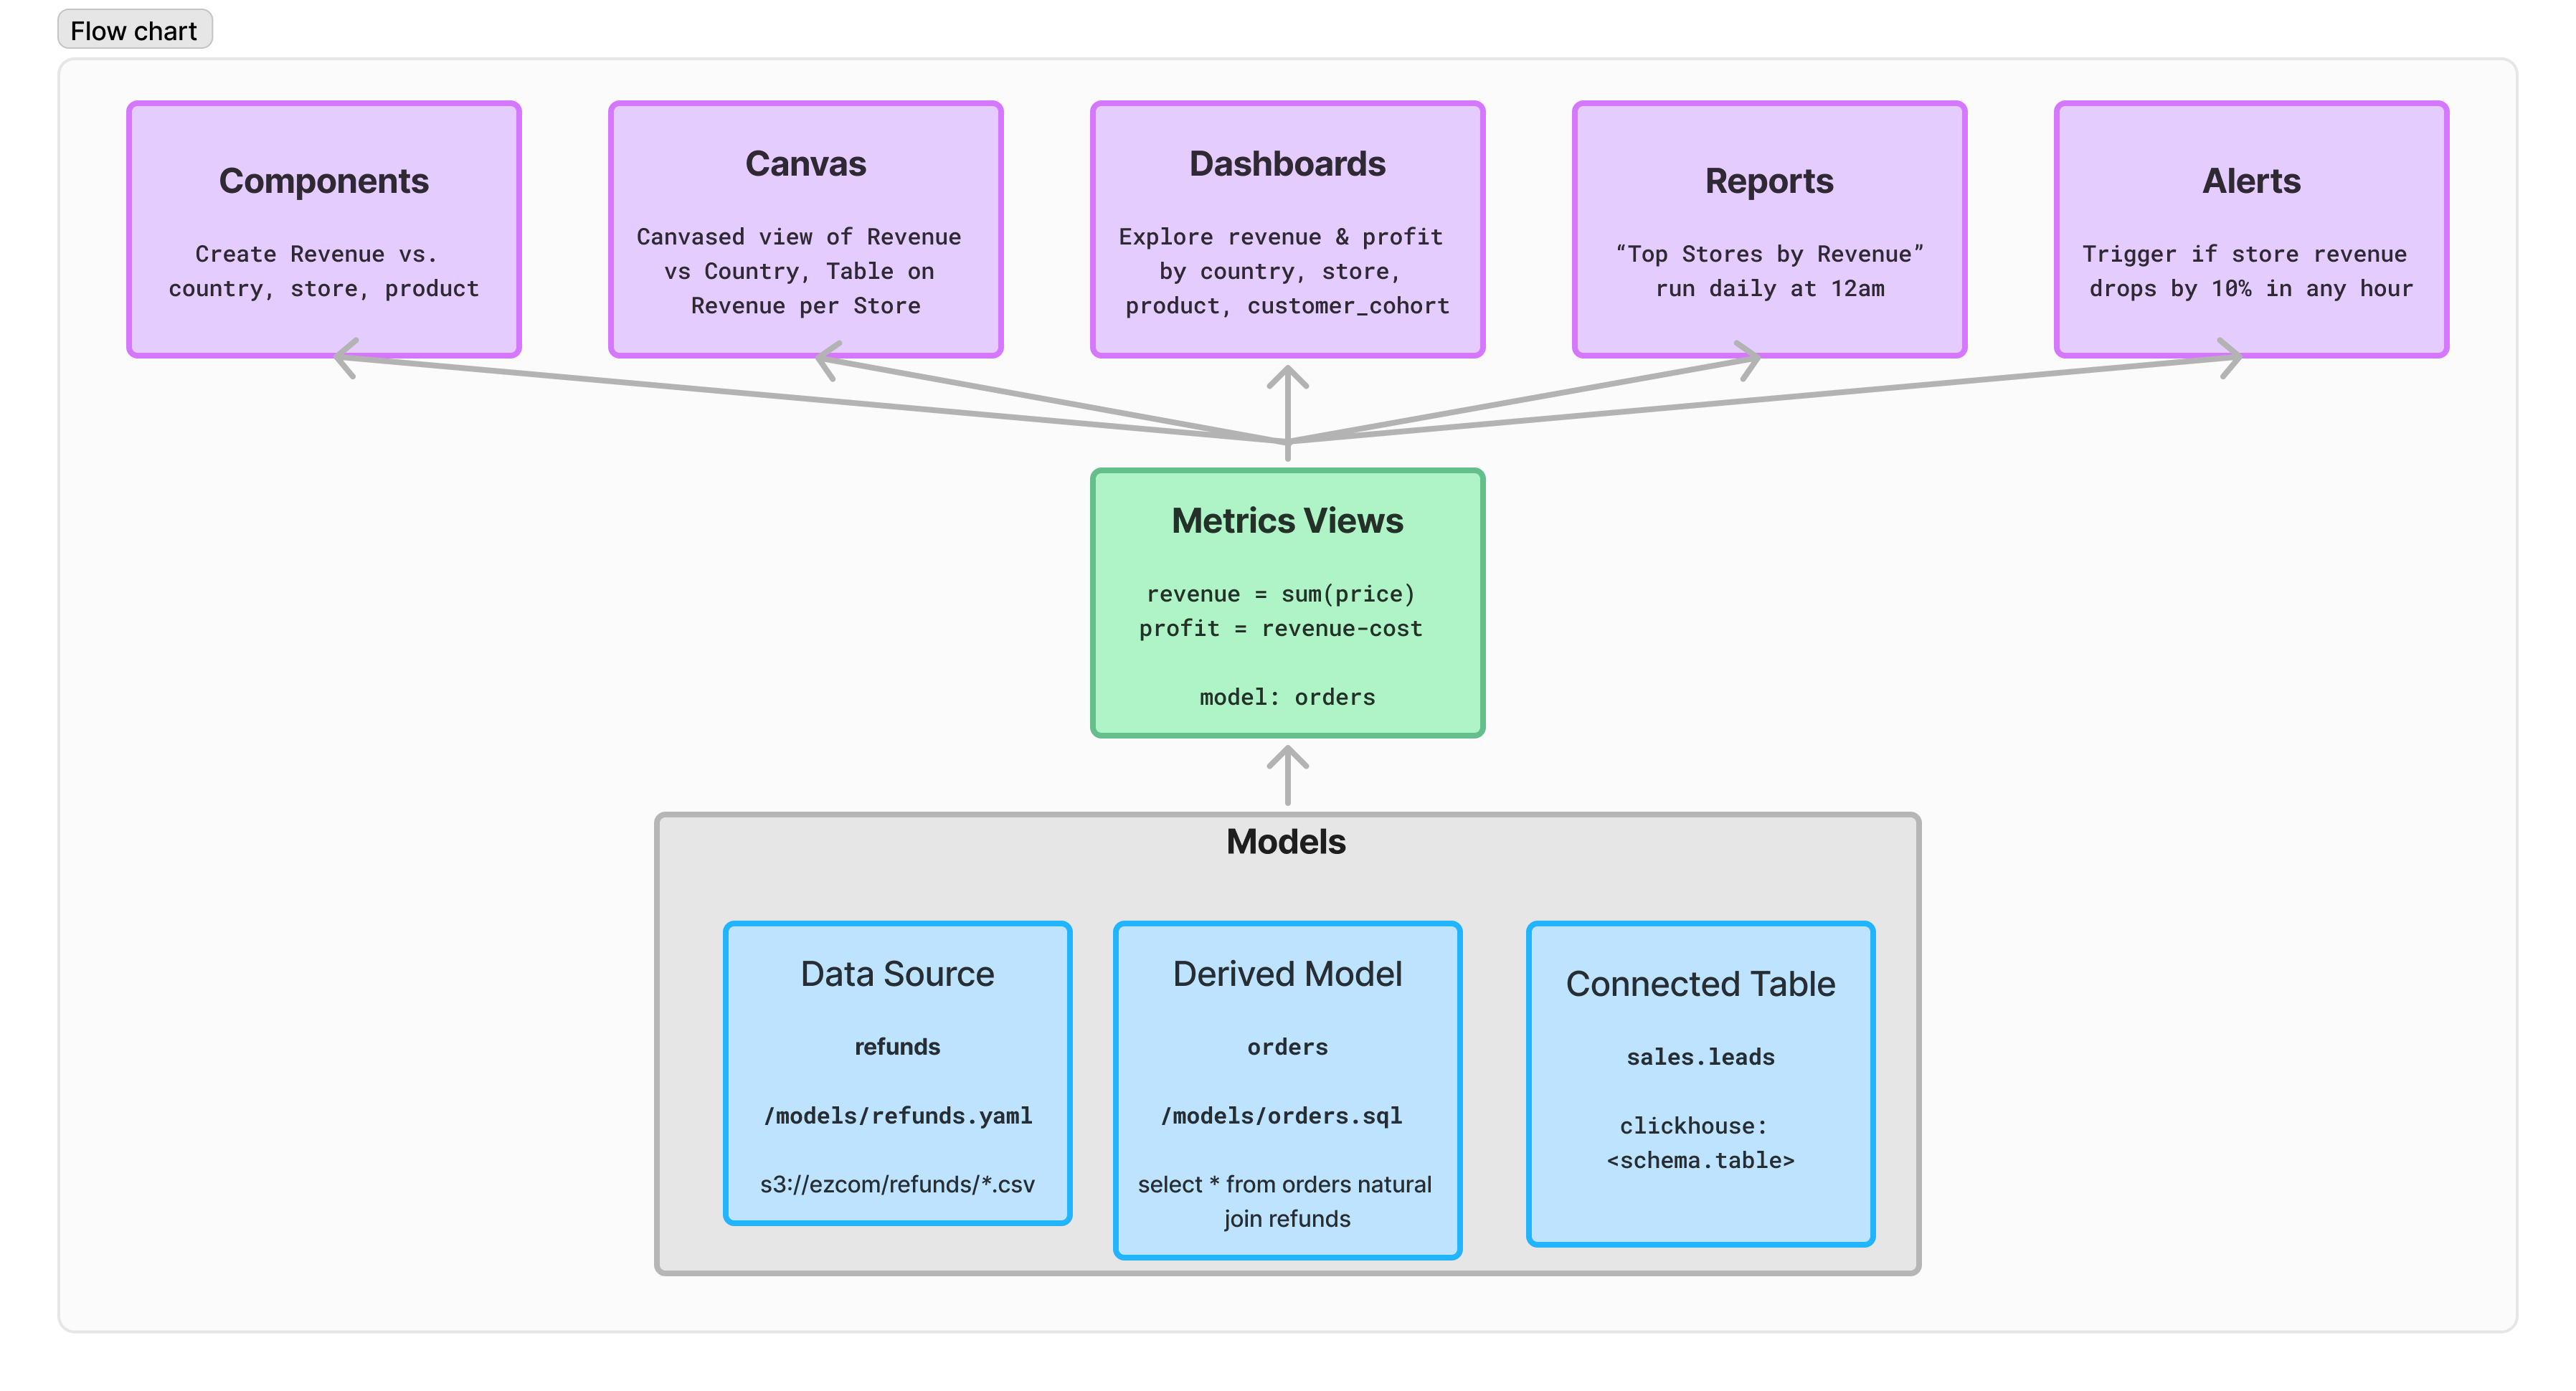 Flow chart
Components
Create Revenue vs.
country, store, product
Canvas
Canvased view of Revenue
vs Country, Table on
Revenue per Store
Dashboards
Explore revenue & profit
by country, store,
product, customer_cohort
Reports
“Top Stores by Revenue”
run daily at 12am
Alerts
Trigger if store revenue
drops by 10% in any hour
Metrics Views
revenue = sum(price)
profit = revenue-cost
model: orders
Models
Data Source
refunds
/models/refunds.yaml
s3://ezcom/refunds/*.csv
Derived Model
orders
/models/orders.sql
select * from orders natural
join refunds
Connected Table
sales.leads
clickhouse:
<schema.table>